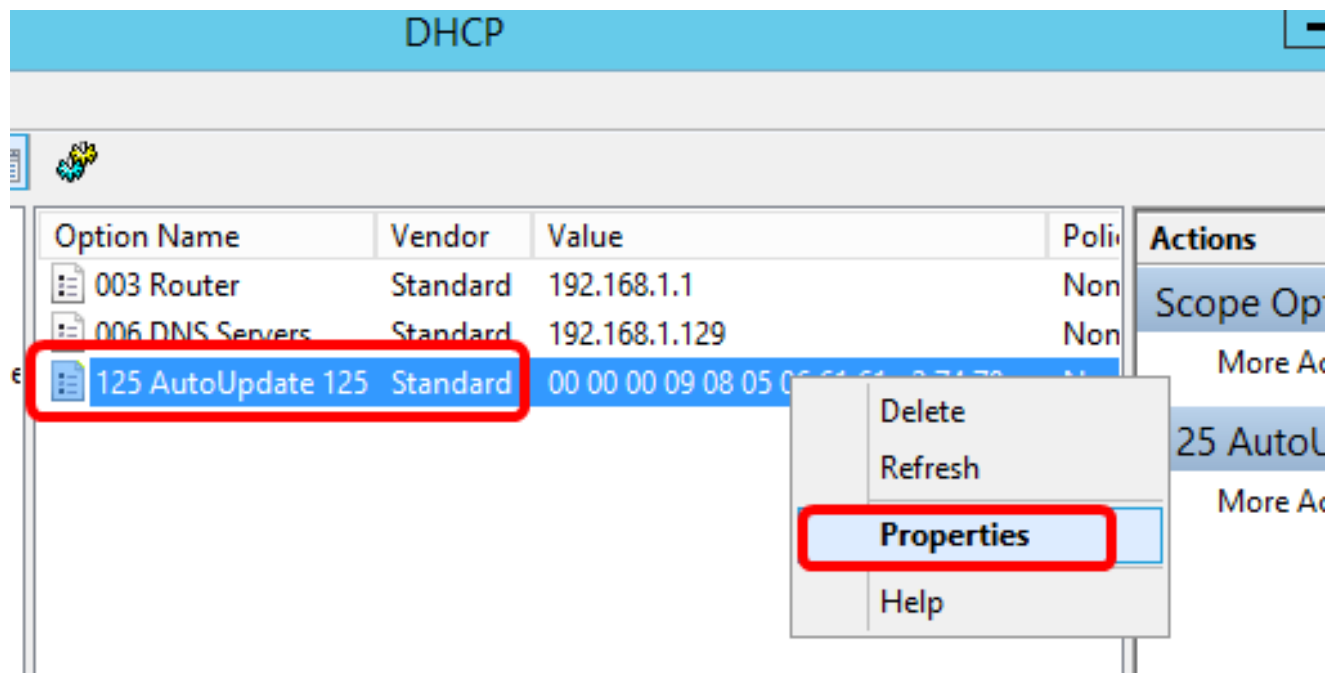 DHCP
Option Name Vendor Value Poli Actions
003 Router Standard 192.168.1.1 Non
Scope Op
006 DNS Servers Standard 192.168.1.129 Non
More Ac
e
125 AutoUpdate 125 Standard 00 00 00 09 08 05
Delete
25 AutoU
Refresh
More Ac
Properties
Help